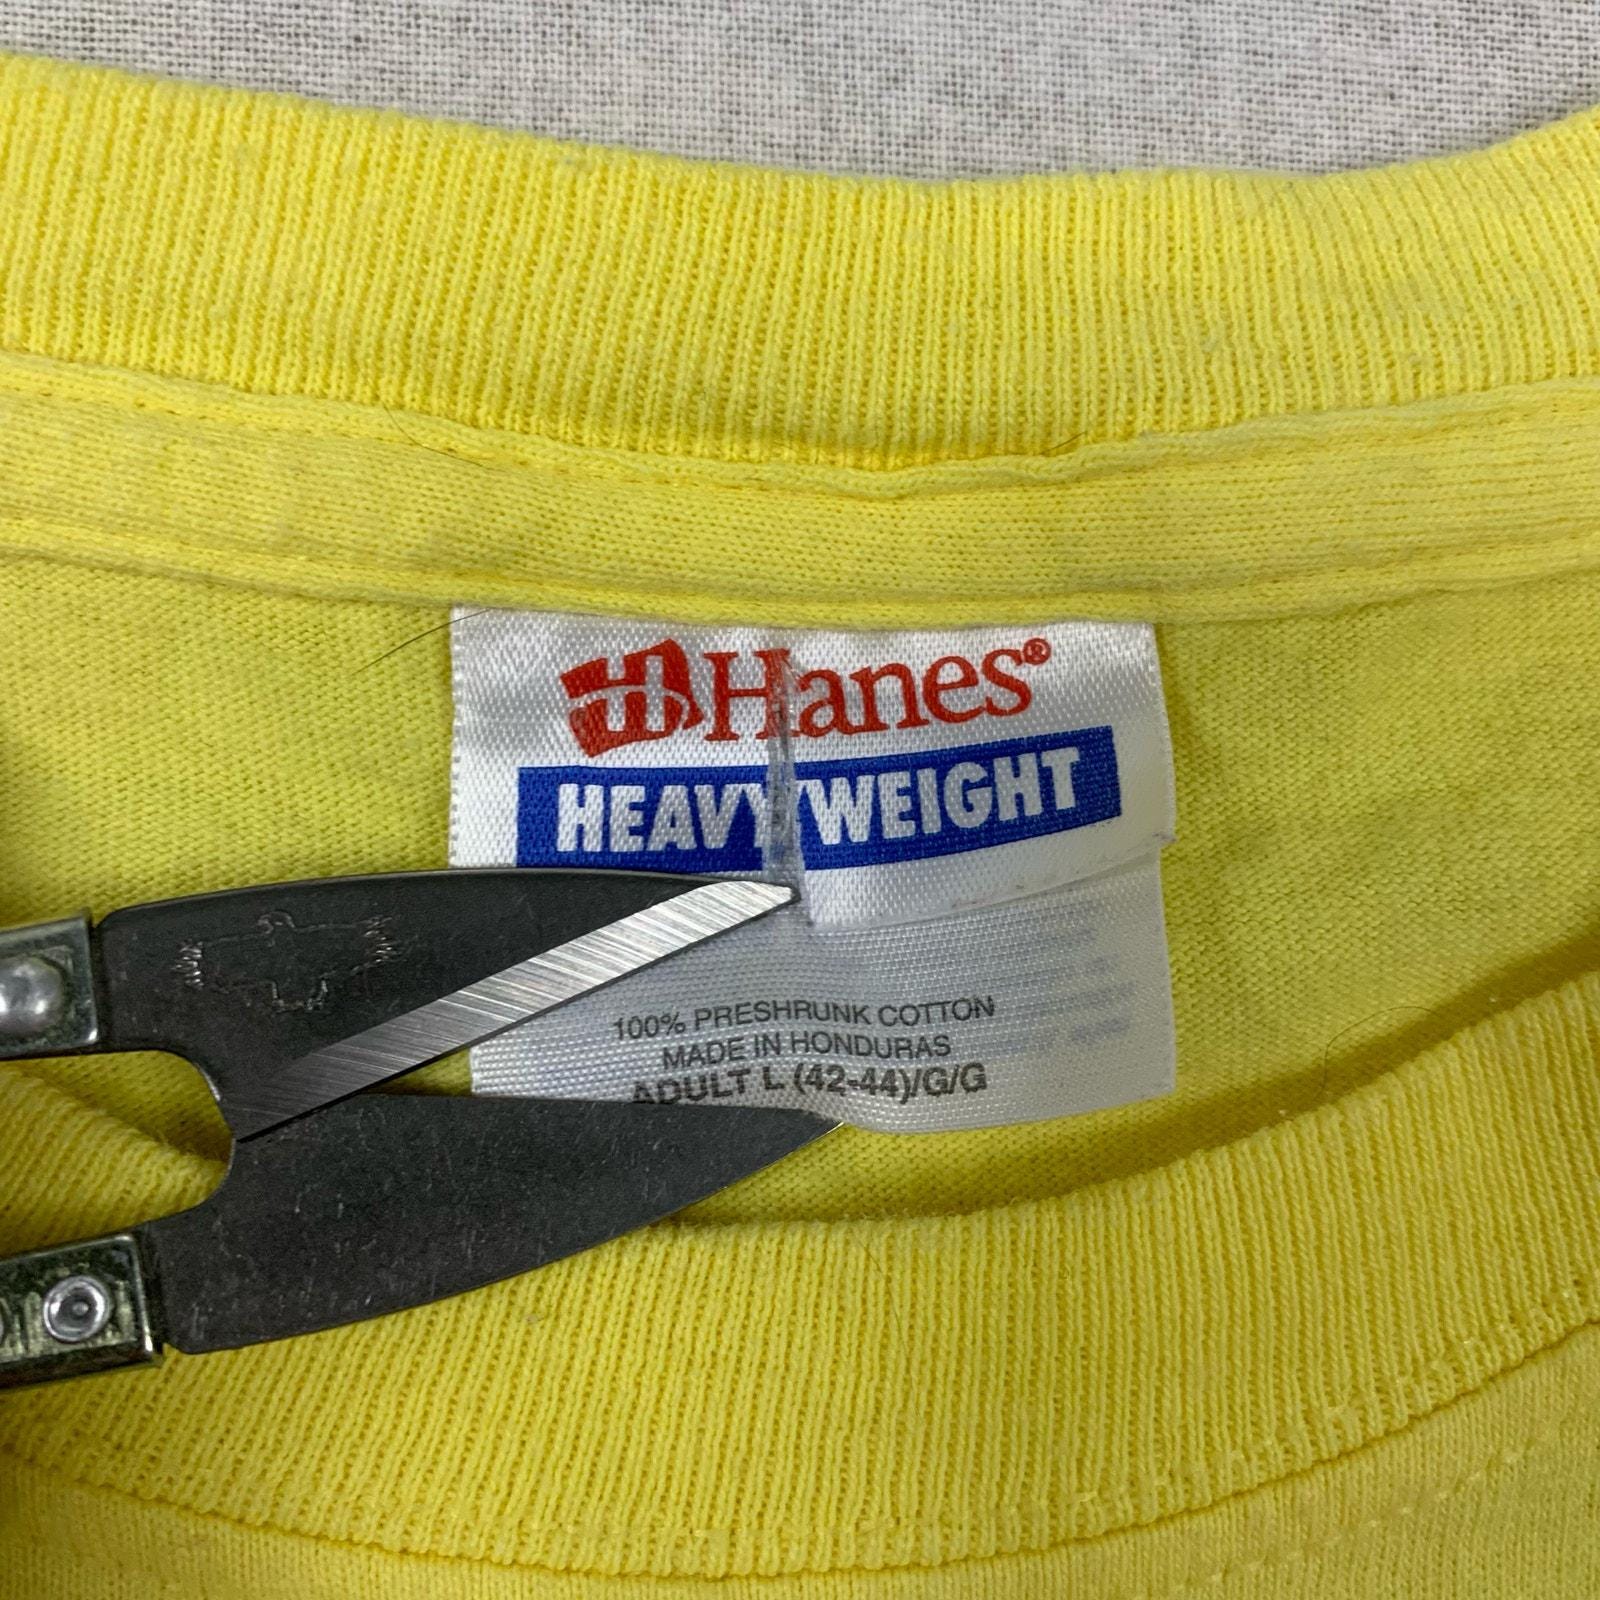 Hanes®
HEAVYWEIGHT
100% PRESHRUNK COTTON
MADE IN HONDURAS
ADULT L (42-44)/G/G